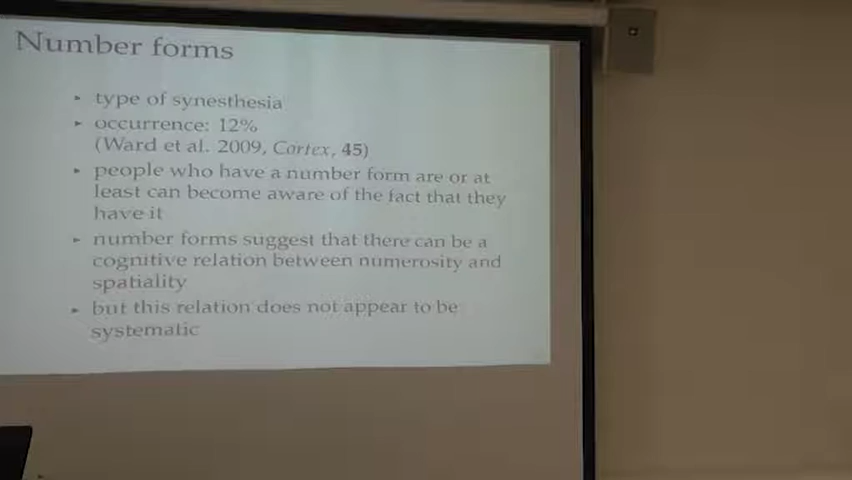 Number forms
▸ type of synesthesia
▸ occurrence: 12%
(Ward et al. 2009, Cortex, 45)
▸ people who have a number form are or at
least can become aware of the fact that they
have it
▸ number forms suggest that there can be a
cognitive relation between numerosity and
spatiality
▸ but this relation does not appear to be
systematic